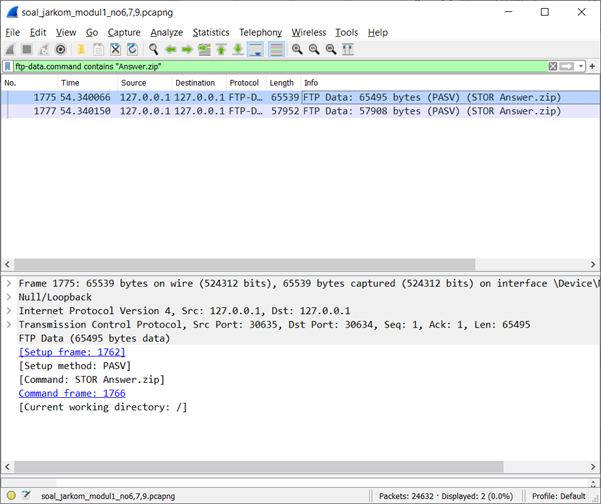 soal_jarkom_modul1_no6,7,9.pcapng
File Edit View Go Capture Analyze Statistics Telephony Wireless Tools Help
ftp-data.command contains "Answer.zip"
No. Time Source Destination Protocol Length Info
1775 54.340066 127.0.0.1 127.0.0.1 FTP-D… 65539 FTP Data: 65495 bytes (PASV) (STOR Answer.zip)
1777 54.340150 127.0.0.1 127.0.0.1 FTP-D… 57952 FTP Data: 57908 bytes (PASV) (STOR Answer.zip)
Frame 1775: 65539 bytes on wire (524312 bits), 65539 bytes captured (524312 bits) on interface \Device\
Null/Loopback
Internet Protocol Version 4, Src: 127.0.0.1, Dst: 127.0.0.1
Transmission Control Protocol, Src Port: 30635, Dst Port: 30634, Seq: 1, Ack: 1, Len: 65495
FTP Data (65495 bytes data)
[Setup frame: 1762]
[Setup method: PASV]
[Command: STOR Answer.zip]
Command frame: 1766
[Current working directory: /]
soal_jarkom_modul1_no6,7,9.pcapng
Packets: 24632 · Displayed: 2 (0.0%)
Profile: Default